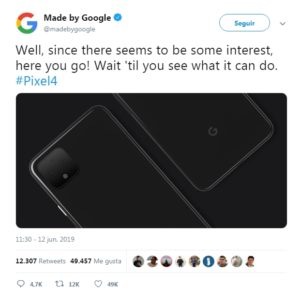 Made by Google
@madebygoogle
Seguir
Well, since there seems to be some interest,
here you go! Wait 'til you see what it can do.
#Pixel4
11:30 - 12 jun. 2019
12.307 Retweets 49.457 Me gusta
4,7K 12K 49K